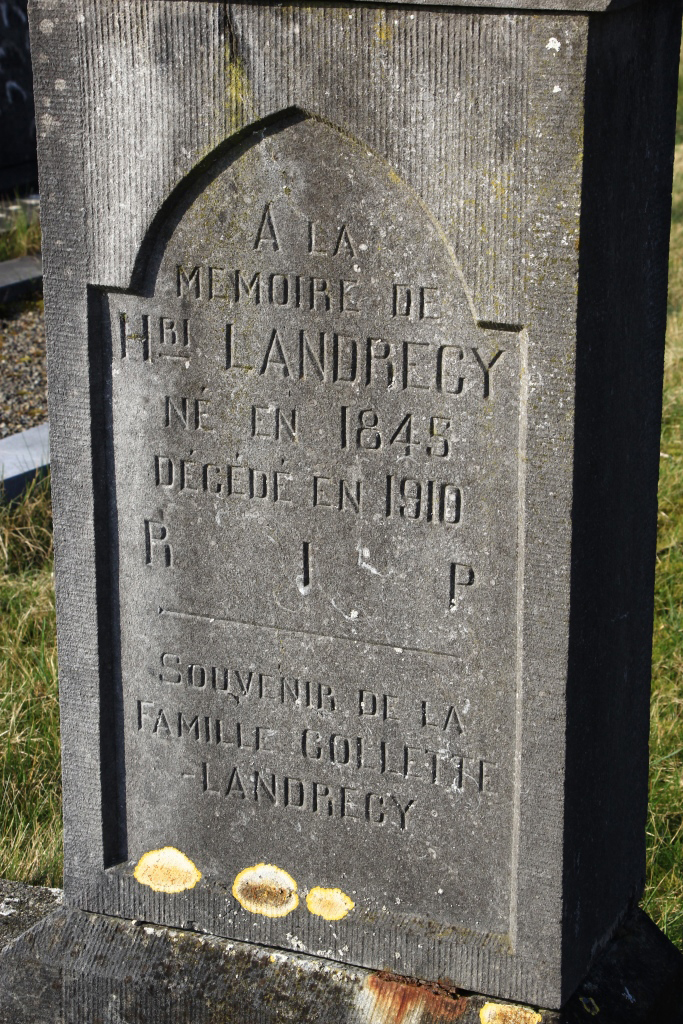 A LA
MEMOIRE DE
HRI LANDRECY
NÉ EN 1845
DÉCÉDÉ EN 1910
R I P
SOUVENIR DE LA
FAMILLE COLLETTE
-LANDRECY